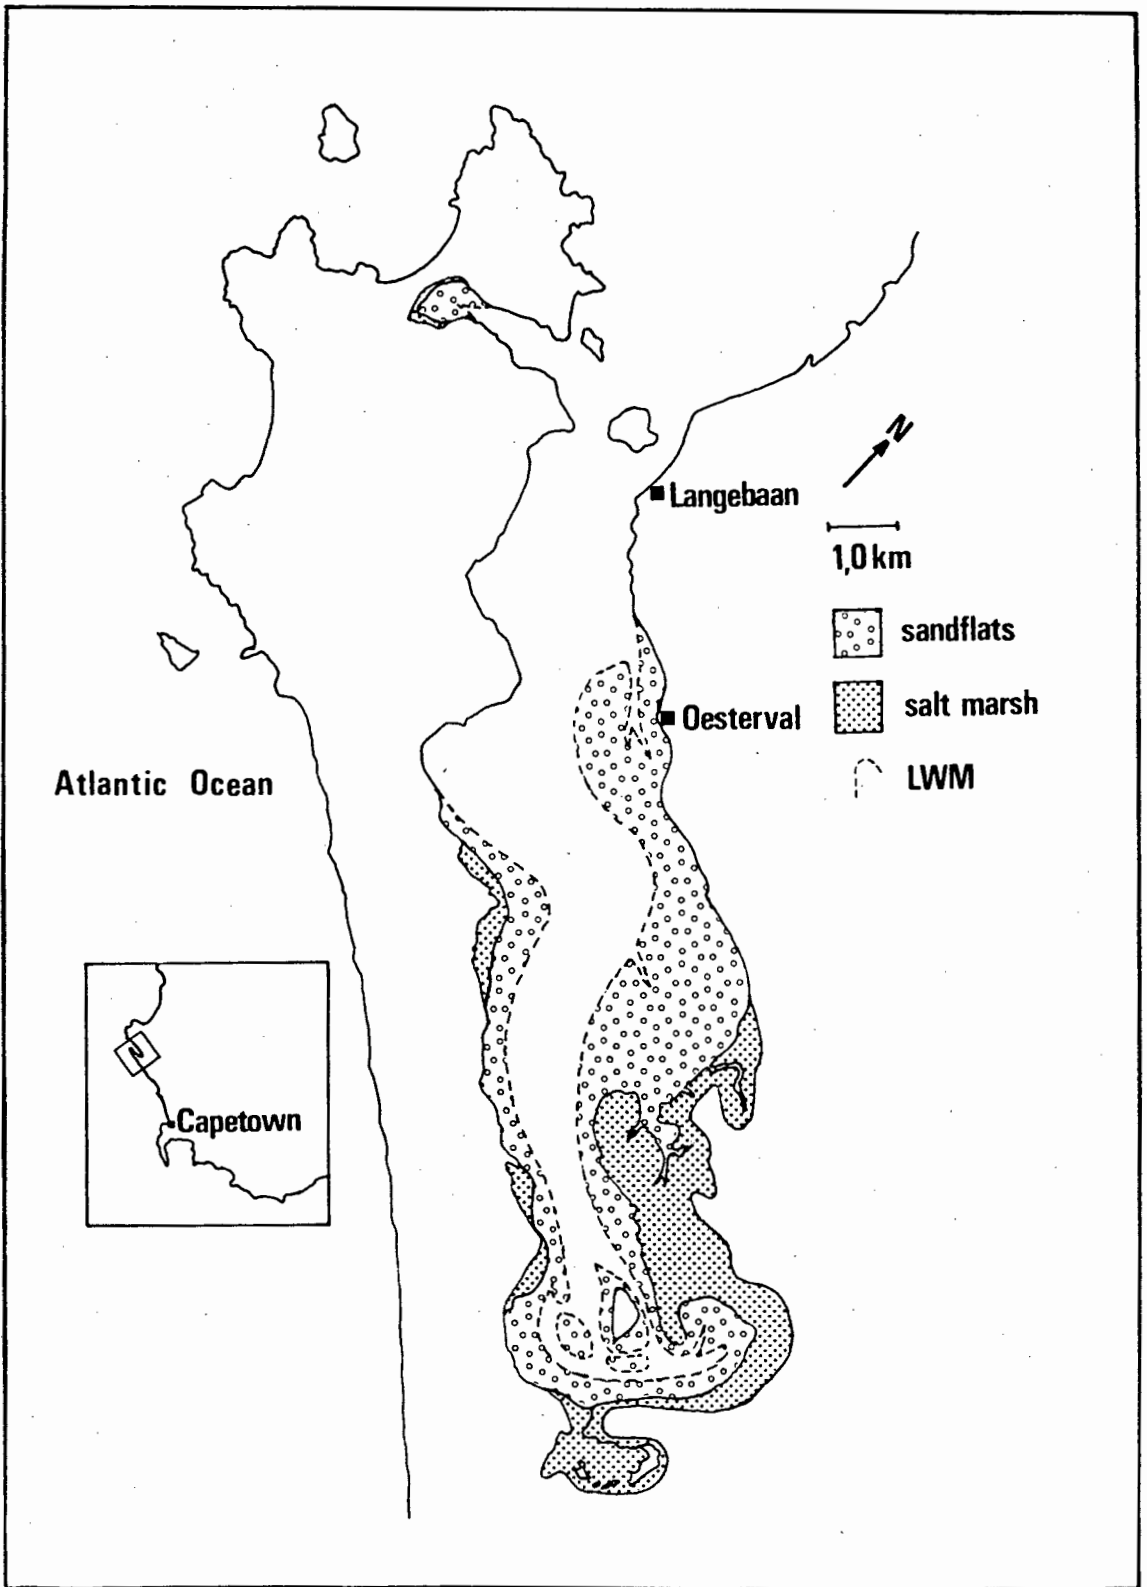 N
Langebaan
1,0 km
sandflats
salt marsh
Oesterval
LWM
Atlantic Ocean
Capetown